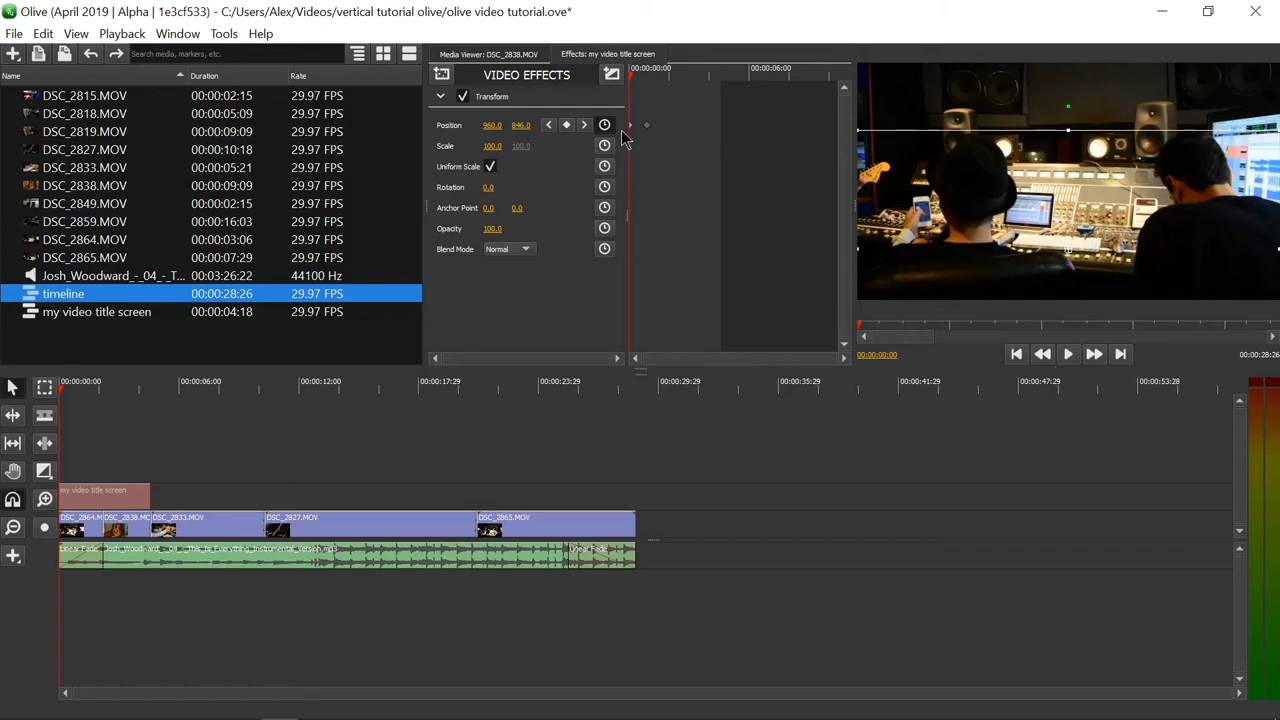 Olive (April 2019 | Alpha | 1e3cf533) - C:/Users/Alex/Videos/vertical tutorial olive/olive video tutorial.ove*
File Edit View Playback Window Tools Help
Search media, markers, etc.
Media Viewer: DSC_2838.MOV
Effects: my video title screen
Name Duration Rate
DSC_2815.MOV 00:00:02:15 29.97 FPS
DSC_2818.MOV 00:00:05:09 29.97 FPS
DSC_2819.MOV 00:00:05:09 29.97 FPS
DSC_2827.MOV 00:00:10:18 29.97 FPS
DSC_2833.MOV 00:00:05:21 29.97 FPS
DSC_2838.MOV 00:00:09:09 29.97 FPS
DSC_2849.MOV 00:00:02:15 29.97 FPS
DSC_2859.MOV 00:00:16:03 29.97 FPS
DSC_2864.MOV 00:00:03:06 29.97 FPS
DSC_2865.MOV 00:00:07:29 29.97 FPS
Josh_Woodward_-_04_-_T... 00:03:26:22 44100 Hz
timeline 00:00:28:26 29.97 FPS
my video title screen 00:00:04:18 29.97 FPS
VIDEO EFFECTS
00:00:00:00 00:00:06:00
Transform
Position 960.0 846.0
Scale 100.0 100.0
Uniform Scale
Rotation 0.0
Anchor Point 0.0 0.0
Opacity 100.0
Blend Mode Normal
00:00:00:00
00:00:28:26
00:00:00:00 00:00:06:00 00:00:12:00 00:00:17:29 00:00:23:29 00:00:29:29 00:00:35:29 00:00:41:29 00:00:47:29 00:00:53:28
my video title screen
DSC_2864.M DSC_2838.MC DSC_2833.MOV DSC_2827.MOV DSC_2865.MOV
Linear Fade Josh_Woodward_-_04_-_This_Is_Everything_Instrumental_Version.mp3 Linear Fade